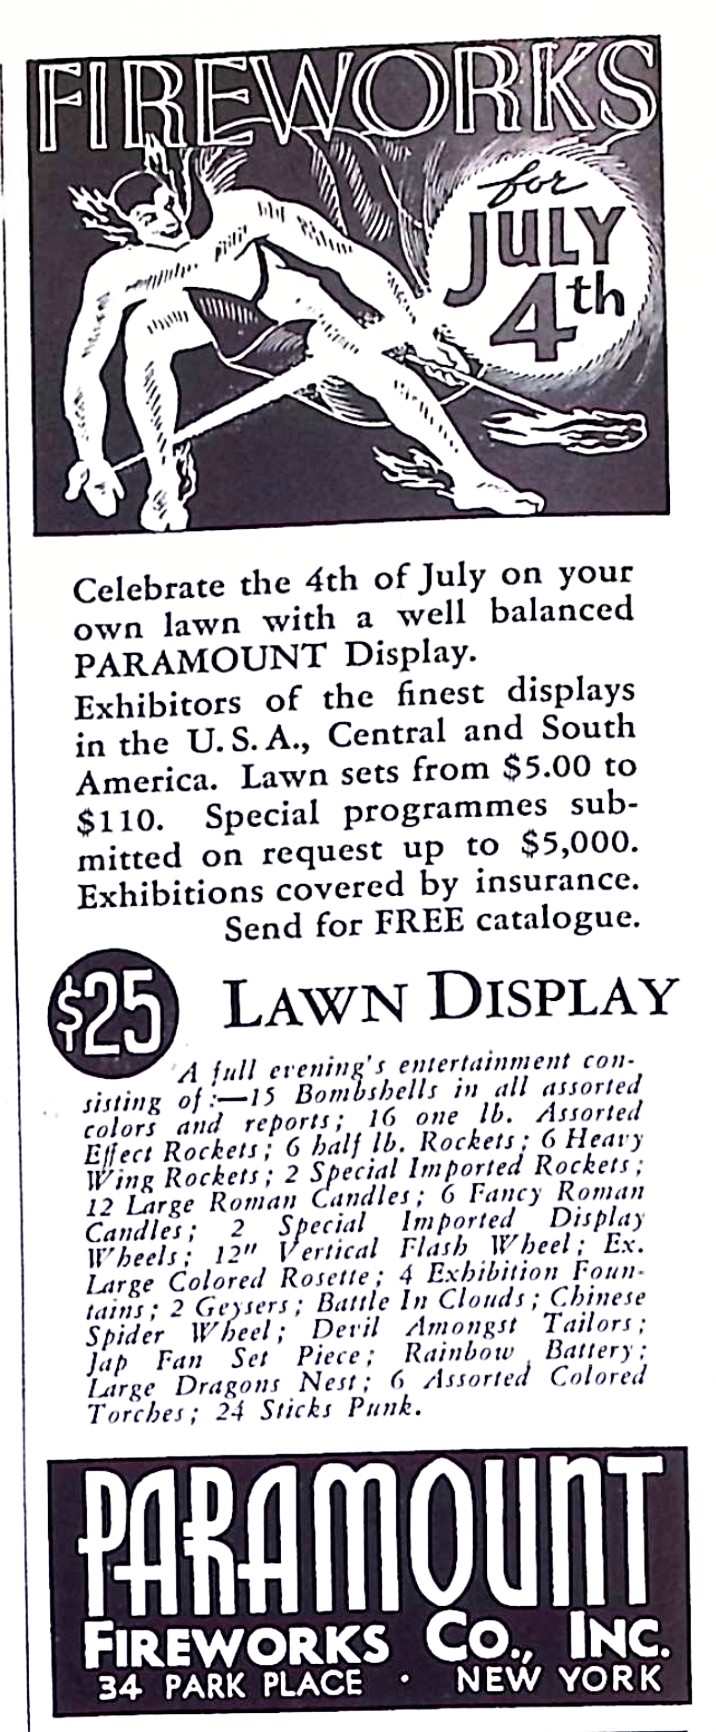 FIREWORKS
for
JULY
4th
Celebrate the 4th of July on your
own lawn with a well balanced
PARAMOUNT Display.
Exhibitors of the finest displays
in the U. S. A., Central and South
America. Lawn sets from $5.00 to
$110. Special programmes sub-
mitted on request up to $5,000.
Exhibitions covered by insurance.
Send for FREE catalogue.
$25 LAWN DISPLAY
A full evening's entertainment con-
sisting of:—15 Bombshells in all assorted
colors and reports; 16 one lb. Assorted
Effect Rockets; 6 half lb. Rockets; 6 Heavy
Wing Rockets; 2 Special Imported Rockets;
12 Large Roman Candles; 6 Fancy Roman
Candles; 2 Special Imported Display
Wheels; 12" Vertical Flash Wheel; Ex.
Large Colored Rosette; 4 Exhibition Foun-
tains; 2 Geysers; Battle In Clouds; Chinese
Spider Wheel; Devil Amongst Tailors;
Jap Fan Set Piece; Rainbow Battery;
Large Dragons Nest; 6 Assorted Colored
Torches; 24 Sticks Punk.
PARAMOUNT
FIREWORKS CO., INC.
34 PARK PLACE · NEW YORK